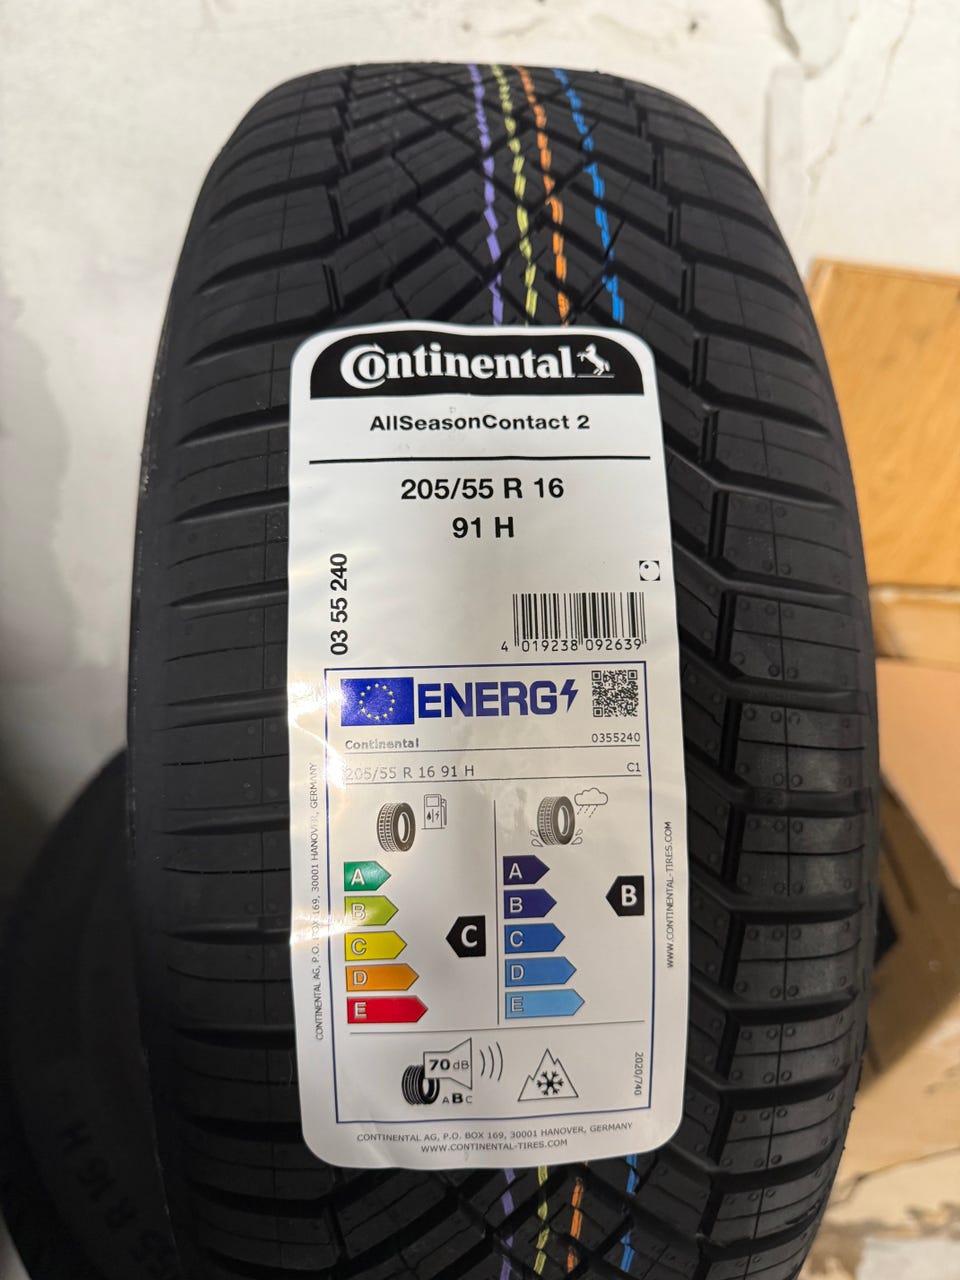 Continental
AllSeasonContact 2
205/55 R 16
91 H
03 55 240
4 019238 092639
ENERG
Continental
0355240
205/55 R 16 91 H
C1
A
B
C
D
E
C
A
B
C
D
E
B
70 dB
ABC
2020/740
CONTINENTAL AG, P.O. BOX 169, 30001 HANOVER, GERMANY
WWW.CONTINENTAL-TIRES.COM
CONTINENTAL AG, P.O. BOX 169, 30001 HANOVER, GERMANY
WWW.CONTINENTAL-TIRES.COM
R 16 H